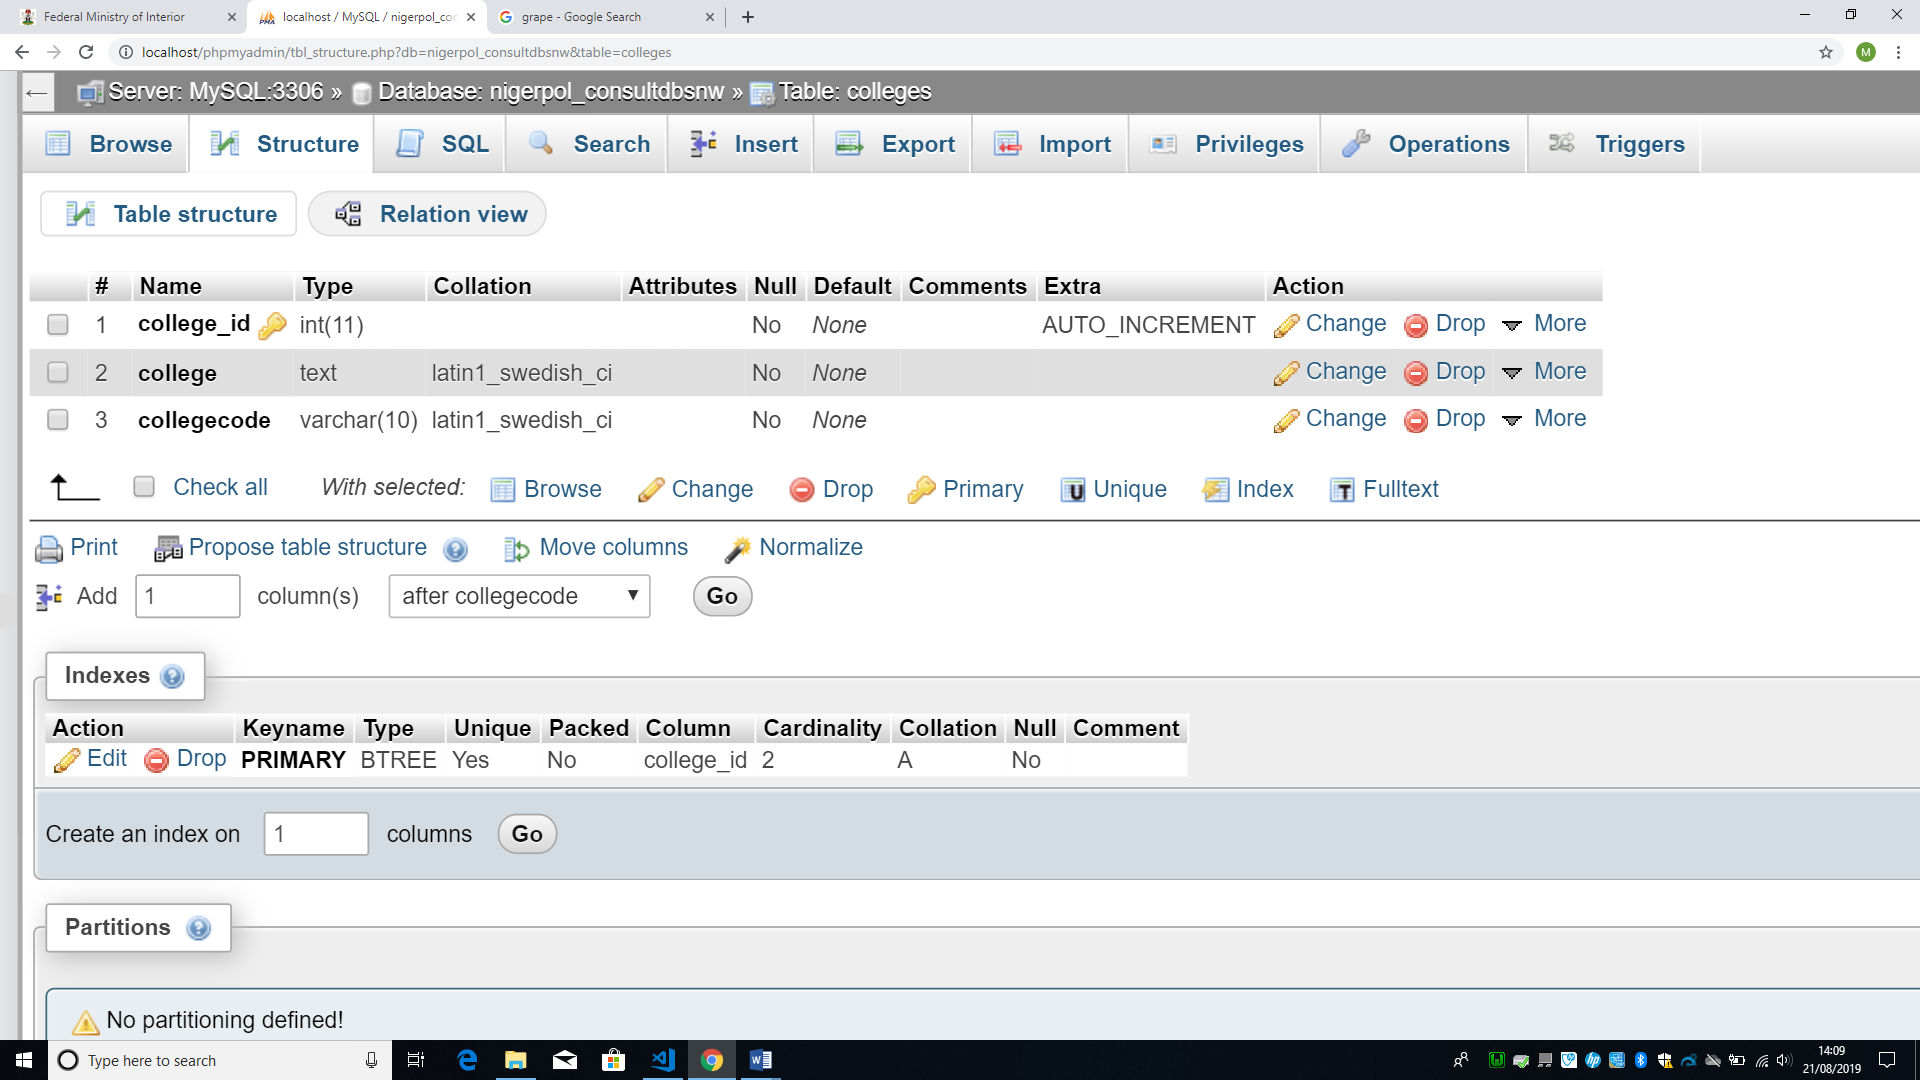 Federal Ministry of Interior
localhost / MySQL / nigerpol_con
grape - Google Search
localhost/phpmyadmin/tbl_structure.php?db=nigerpol_consultdbsnw&table=colleges
M
Server: MySQL:3306 » Database: nigerpol_consultdbsnw » Table: colleges
Browse Structure SQL Search Insert Export Import Privileges Operations Triggers
Table structure Relation view
# Name Type Collation Attributes Null Default Comments Extra Action
1 college_id int(11) No None AUTO_INCREMENT Change Drop More
2 college text latin1_swedish_ci No None Change Drop More
3 collegecode varchar(10) latin1_swedish_ci No None Change Drop More
Check all With selected: Browse Change Drop Primary Unique Index Fulltext
Print Propose table structure Move columns Normalize
Add 1 column(s) after collegecode Go
Indexes
Action Keyname Type Unique Packed Column Cardinality Collation Null Comment
Edit Drop PRIMARY BTREE Yes No college_id 2 A No
Create an index on 1 columns Go
Partitions
No partitioning defined!
Type here to search
14:09
21/08/2019